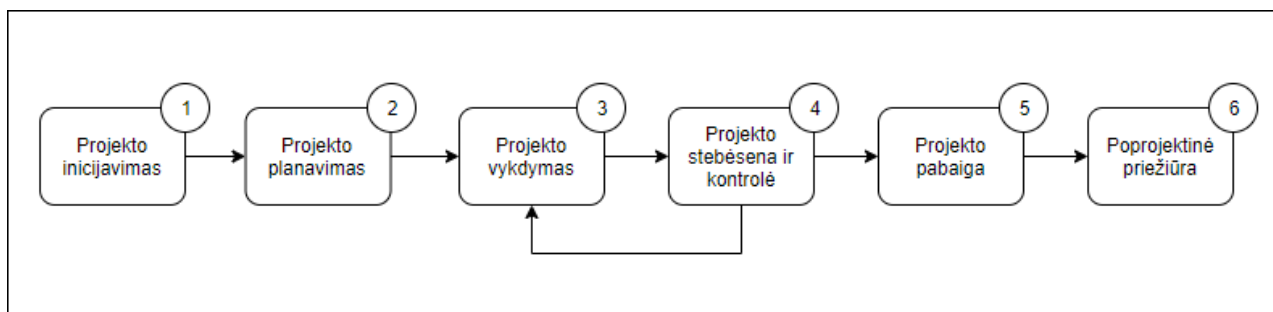 1
Projekto
inicijavimas
2
Projekto
planavimas
3
Projekto
vykdymas
4
Projekto
stebėsena ir
kontrolė
5
Projekto
pabaiga
6
Poprojektinė
priežiūra